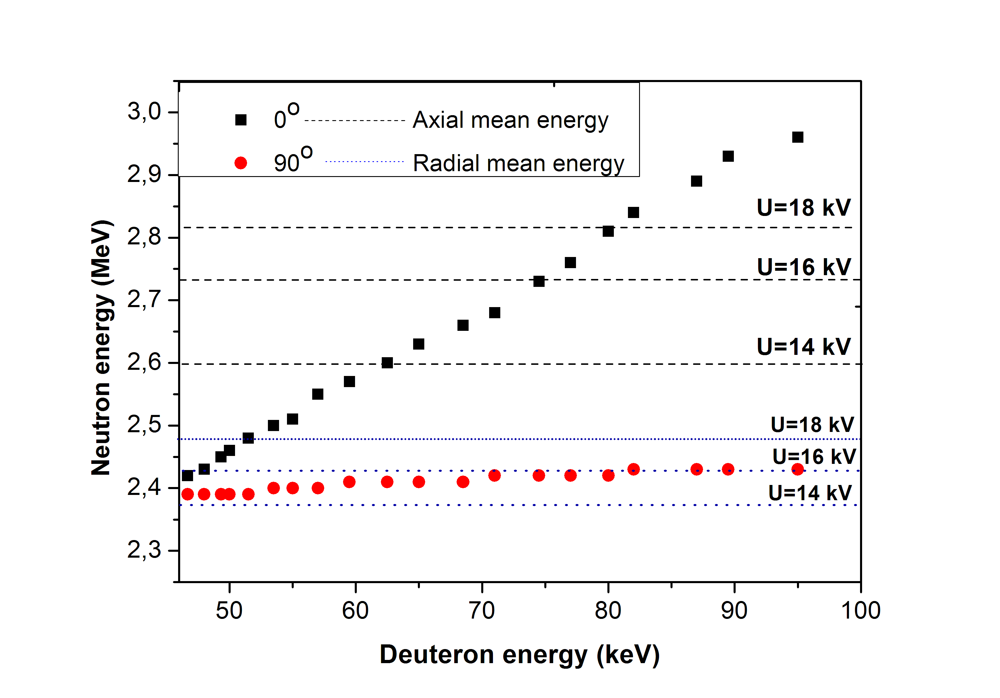 0° Axial mean energy
90° Radial mean energy
3,0
2,9
2,8
2,7
2,6
2,5
2,4
2,3
Neutron energy (MeV)
U=18 kV
U=16 kV
U=14 kV
U=18 kV
U=16 kV
U=14 kV
50 60 70 80 90 100
Deuteron energy (keV)